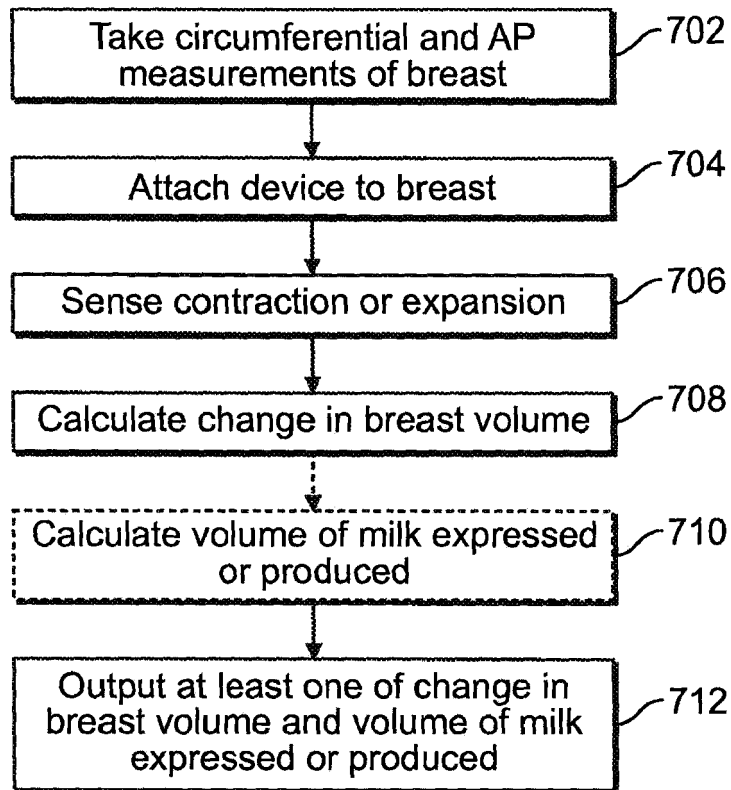 Take circumferential and AP
measurements of breast
702
Attach device to breast
704
Sense contraction or expansion
706
Calculate change in breast volume
708
Calculate volume of milk expressed
or produced
710
Output at least one of change in
breast volume and volume of milk
expressed or produced
712